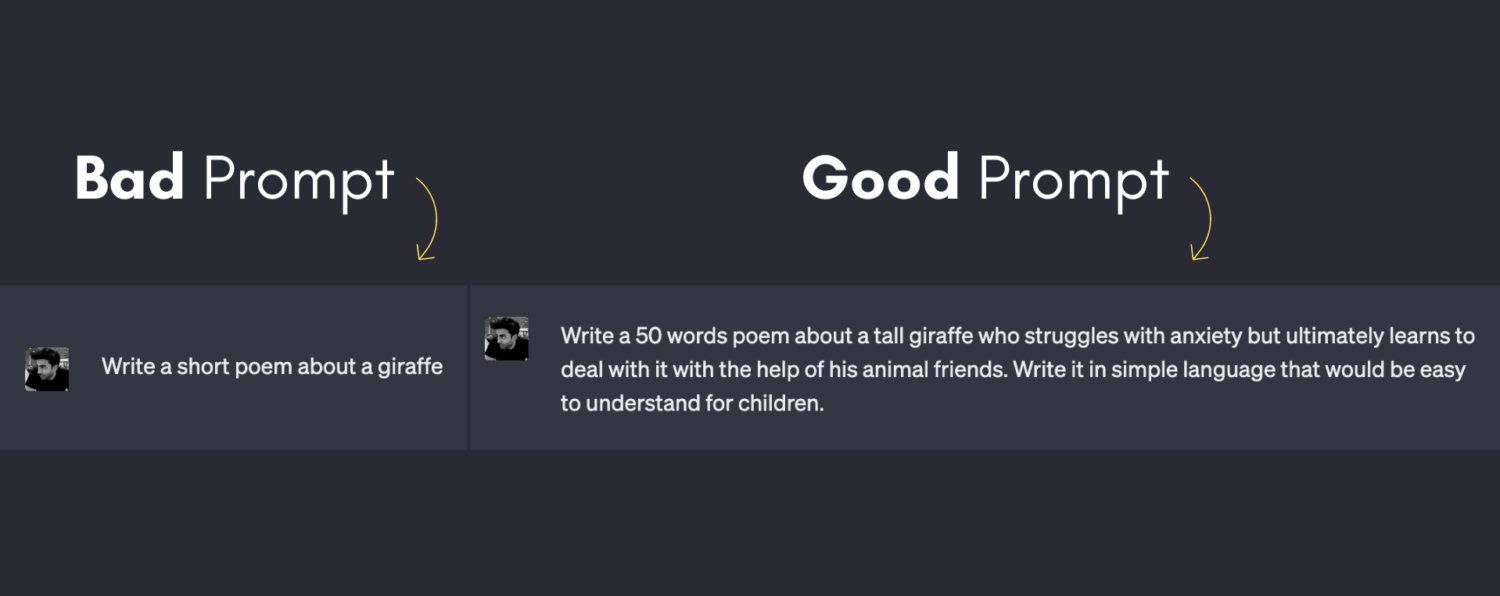 Bad Prompt
Write a short poem about a giraffe
Good Prompt
Write a 50 words poem about a tall giraffe who struggles with anxiety but ultimately learns to
deal with it with the help of his animal friends. Write it in simple language that would be easy
to understand for children.